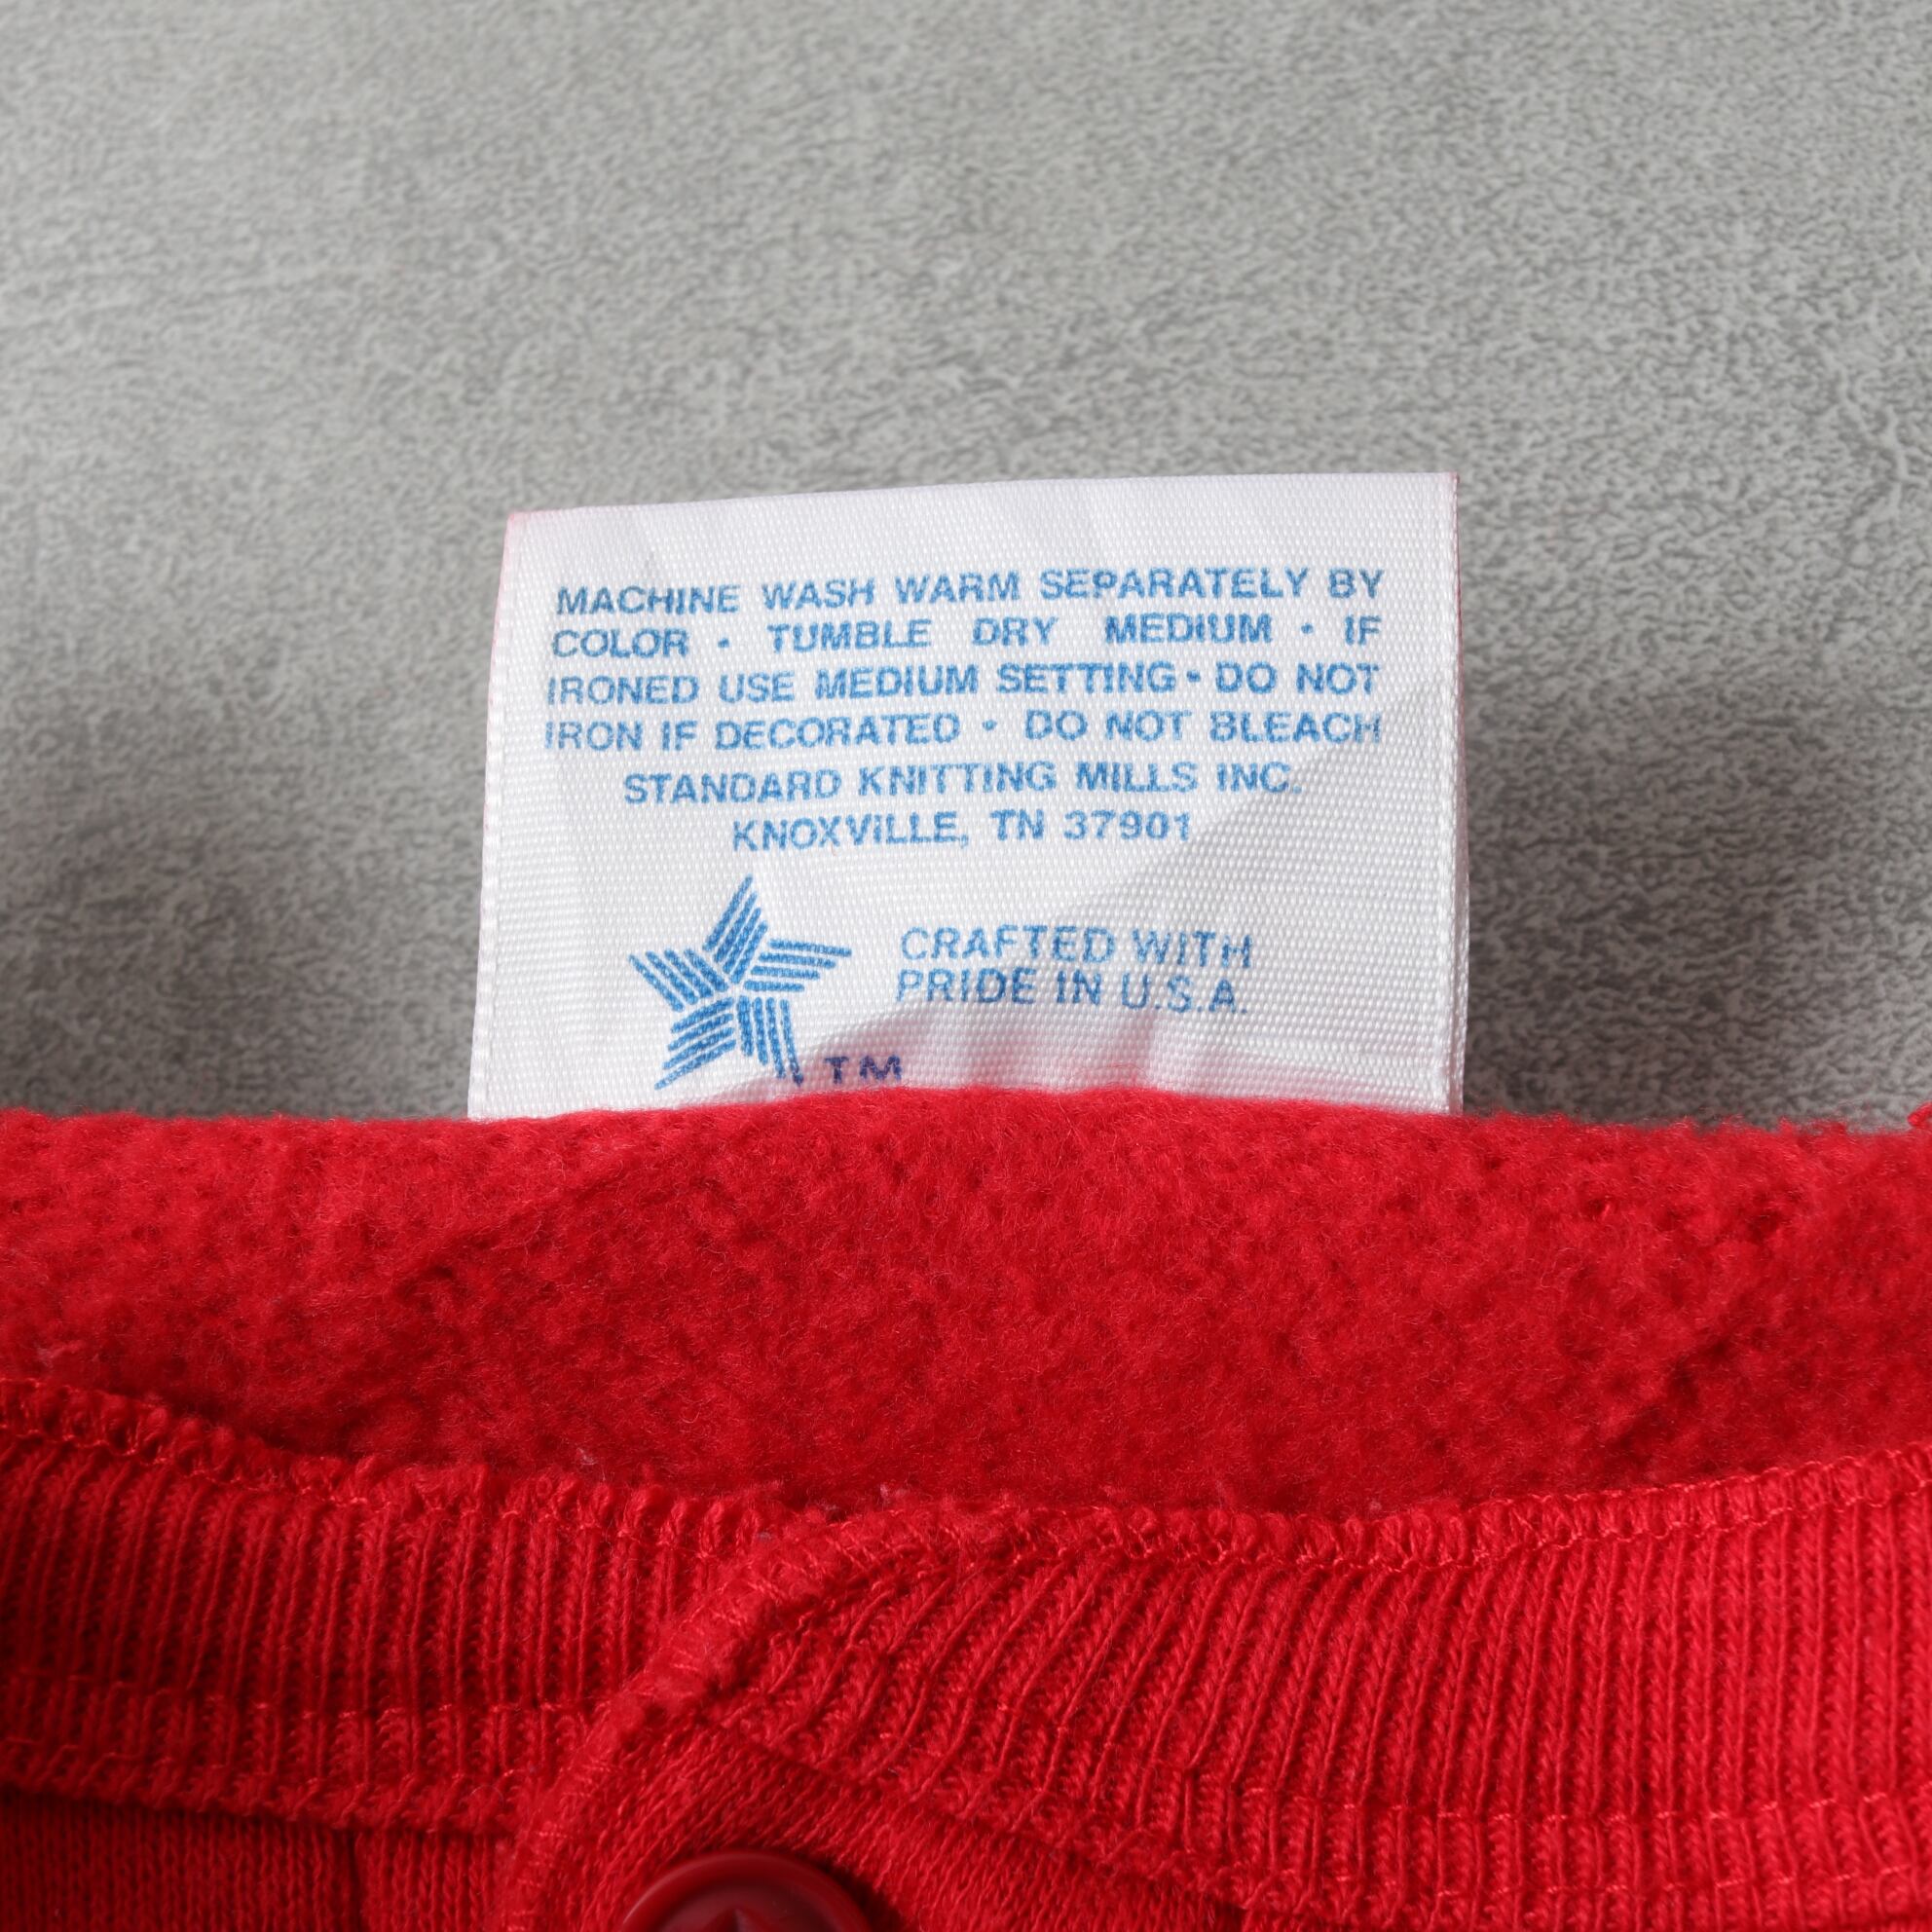 MACHINE WASH WARM SEPARATELY BY
COLOR • TUMBLE DRY MEDIUM • IF
IRONED USE MEDIUM SETTING • DO NOT
IRON IF DECORATED • DO NOT BLEACH
STANDARD KNITTING MILLS INC.
KNOXVILLE, TN 37901
CRAFTED WITH
PRIDE IN U.S.A.
TM